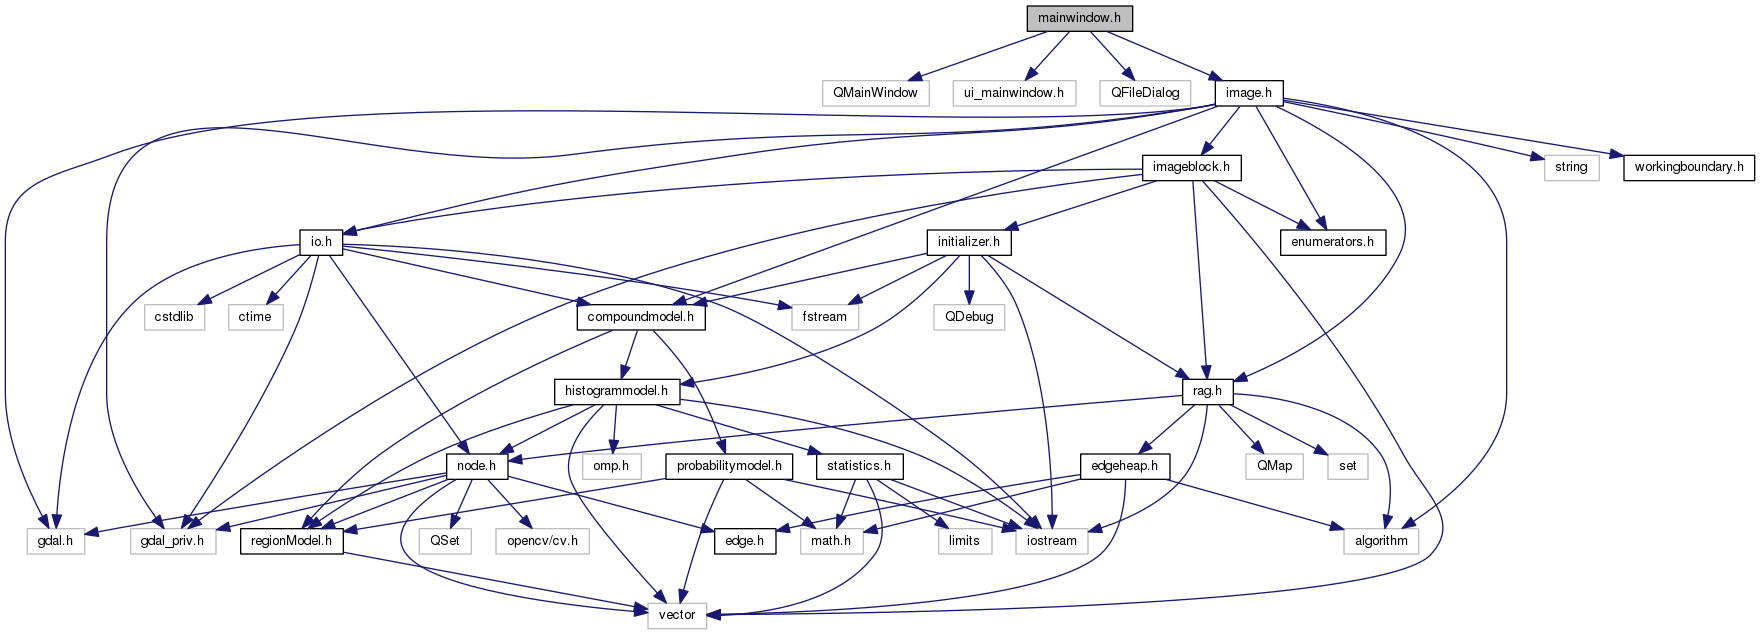 mainwindow.h
QMainWindow
ui_mainwindow.h
QFileDialog
image.h
imageblock.h
string
workingboundary.h
io.h
initializer.h
enumerators.h
cstdlib
ctime
compoundmodel.h
fstream
QDebug
histogrammodel.h
rag.h
node.h
omp.h
probabilitymodel.h
statistics.h
edgeheap.h
QMap
set
gdal.h
gdal_priv.h
regionModel.h
QSet
opencv/cv.h
edge.h
math.h
limits
iostream
algorithm
vector